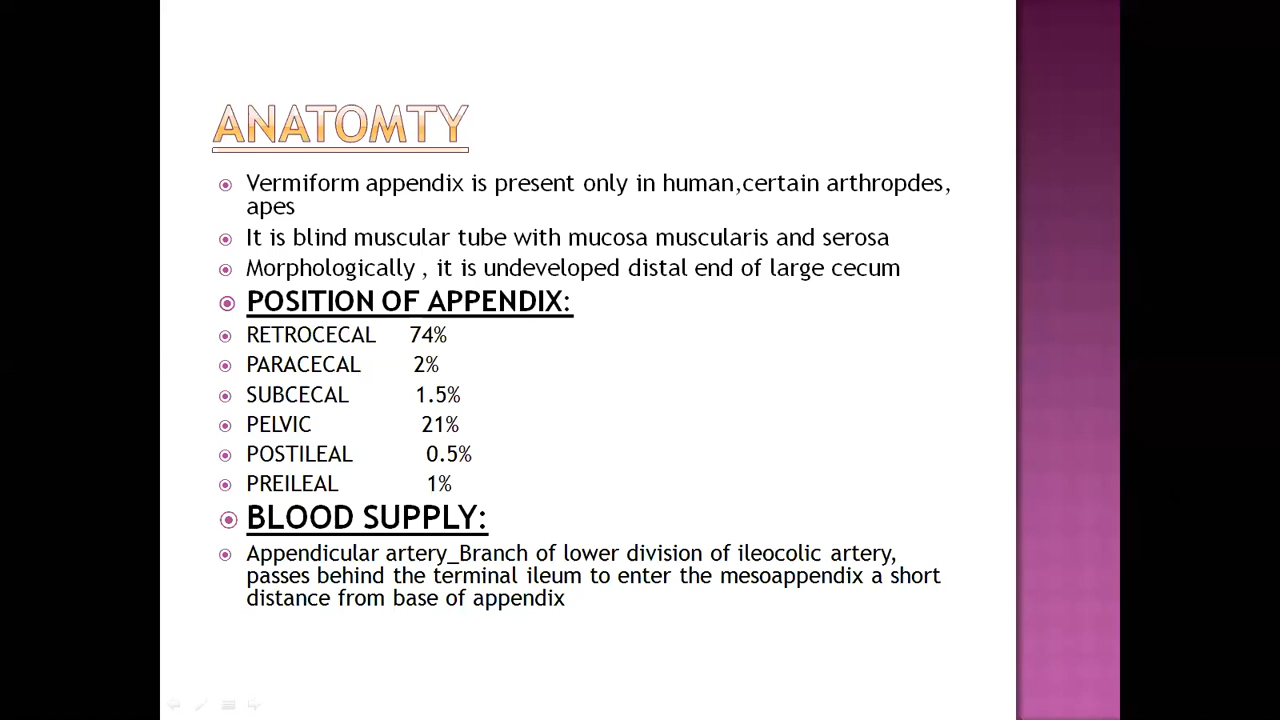 ANATOMTY
Vermiform appendix is present only in human,certain arthropdes,
apes
It is blind muscular tube with mucosa muscularis and serosa
Morphologically , it is undeveloped distal end of large cecum
POSITION OF APPENDIX:
RETROCECAL 74%
PARACECAL 2%
SUBCECAL 1.5%
PELVIC 21%
POSTILEAL 0.5%
PREILEAL 1%
BLOOD SUPPLY:
Appendicular artery_Branch of lower division of ileocolic artery,
passes behind the terminal ileum to enter the mesoappendix a short
distance from base of appendix